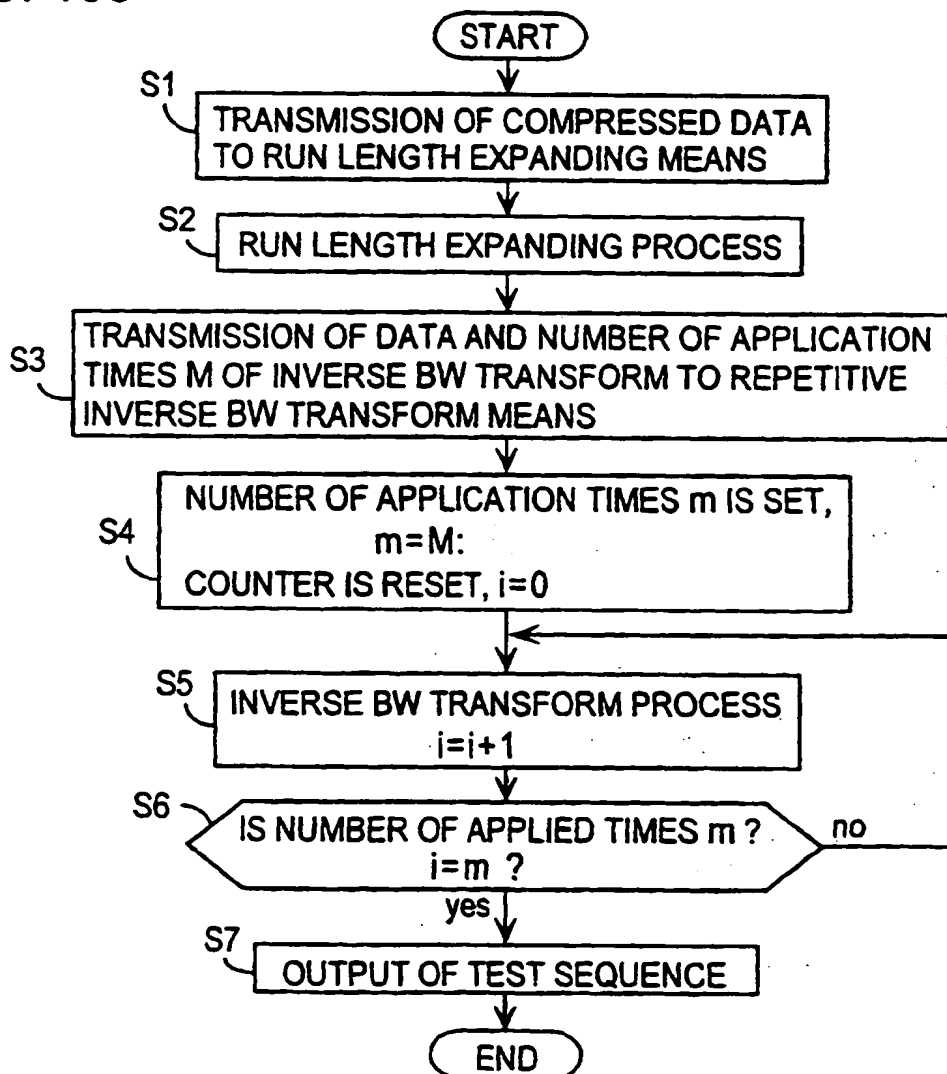 START
S1
TRANSMISSION OF COMPRESSED DATA
TO RUN LENGTH EXPANDING MEANS
S2
RUN LENGTH EXPANDING PROCESS
S3
TRANSMISSION OF DATA AND NUMBER OF APPLICATION
TIMES M OF INVERSE BW TRANSFORM TO REPETITIVE
INVERSE BW TRANSFORM MEANS
S4
NUMBER OF APPLICATION TIMES m IS SET,
m=M:
COUNTER IS RESET, i=0
S5
INVERSE BW TRANSFORM PROCESS
i=i+1
S6
IS NUMBER OF APPLIED TIMES m ?
i=m ?
no
yes
S7
OUTPUT OF TEST SEQUENCE
END